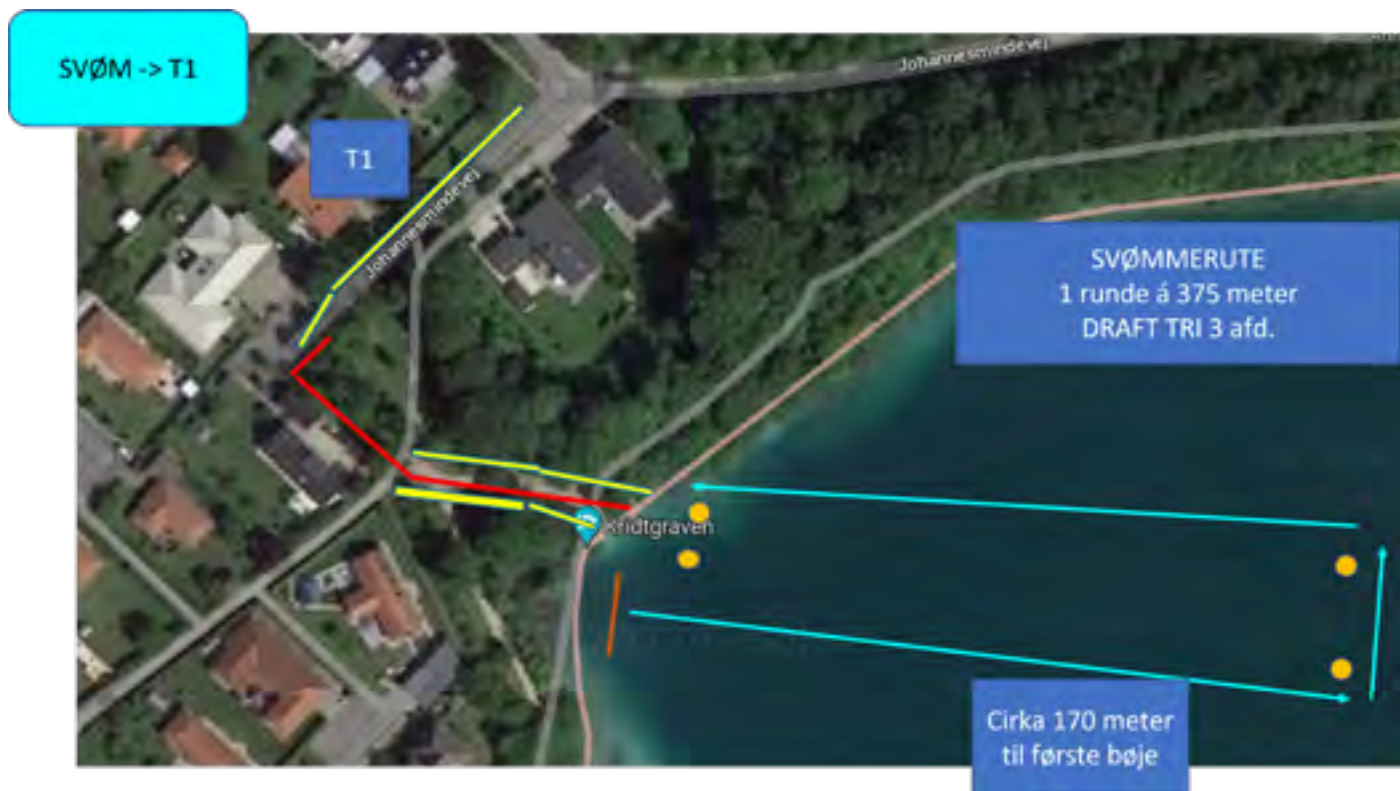 SVØM -> T1
Johannesmindevej
T1
Johannesmindevej
SVØMMERUTE
1 runde á 375 meter
DRAFT TRI 3 afd.
Kridtgraven
Cirka 170 meter
til første bøje